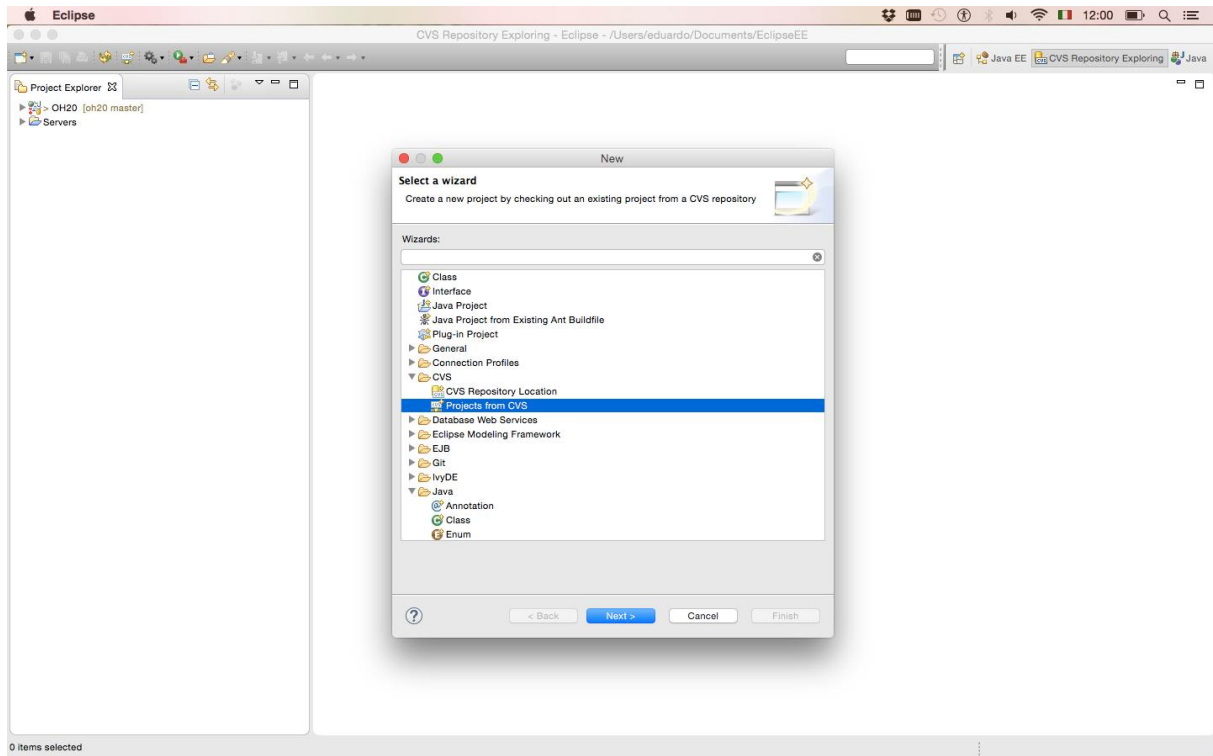 Eclipse
12:00
CVS Repository Exploring - Eclipse - /Users/eduardo/Documents/EclipseEE
Java EE
CVS Repository Exploring
Java
Project Explorer
> OH20 [oh20 master]
Servers
New
Select a wizard
Create a new project by checking out an existing project from a CVS repository
Wizards:
Class
Interface
Java Project
Java Project from Existing Ant Buildfile
Plug-in Project
General
Connection Profiles
CVS
CVS Repository Location
Projects from CVS
Database Web Services
Eclipse Modeling Framework
EJB
Git
IvyDE
Java
Annotation
Class
Enum
?
< Back
Next >
Cancel
Finish
0 items selected